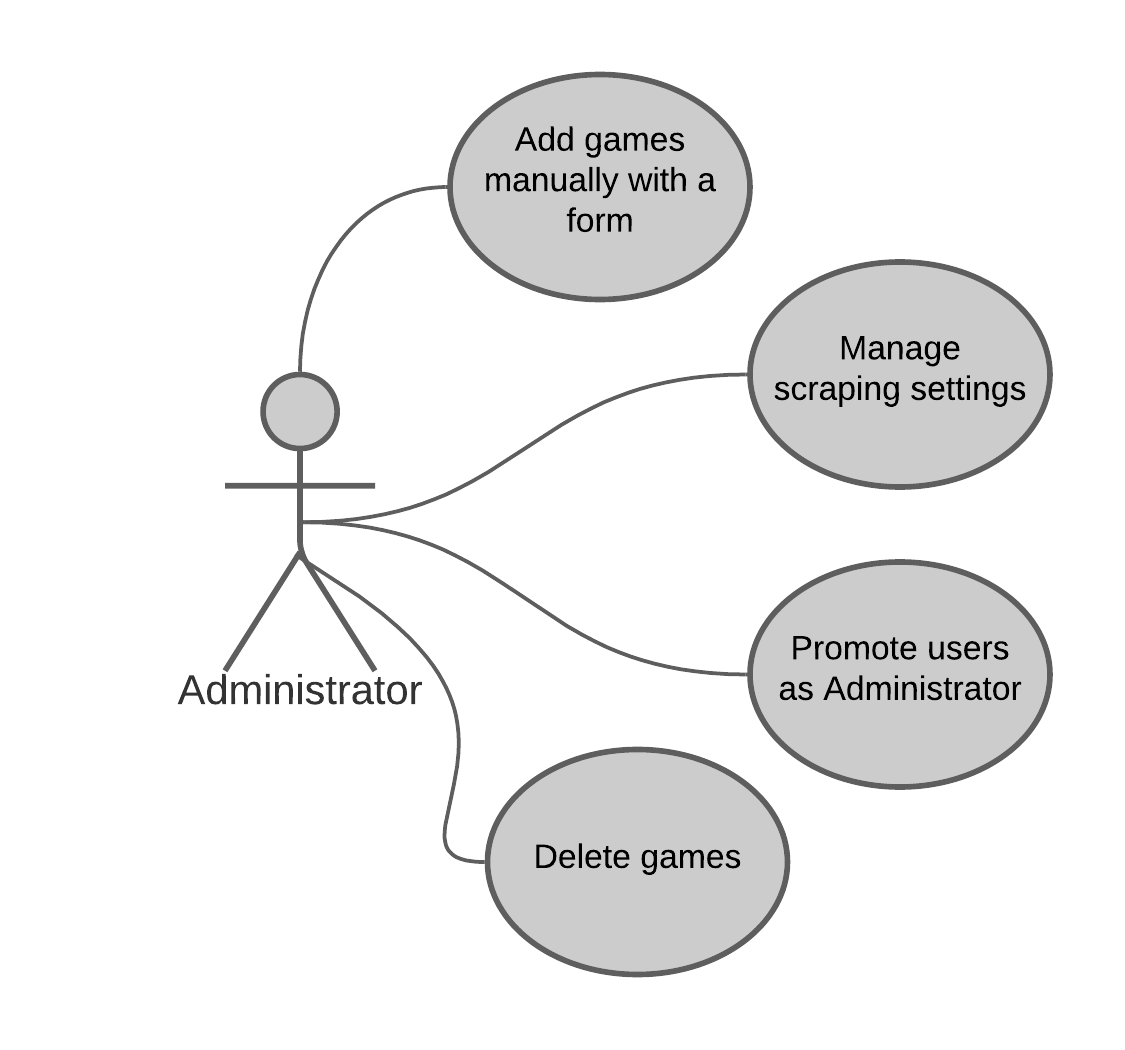 Add games
manually with a
form
Manage
scraping settings
Promote users
as Administrator
Administrator
Delete games